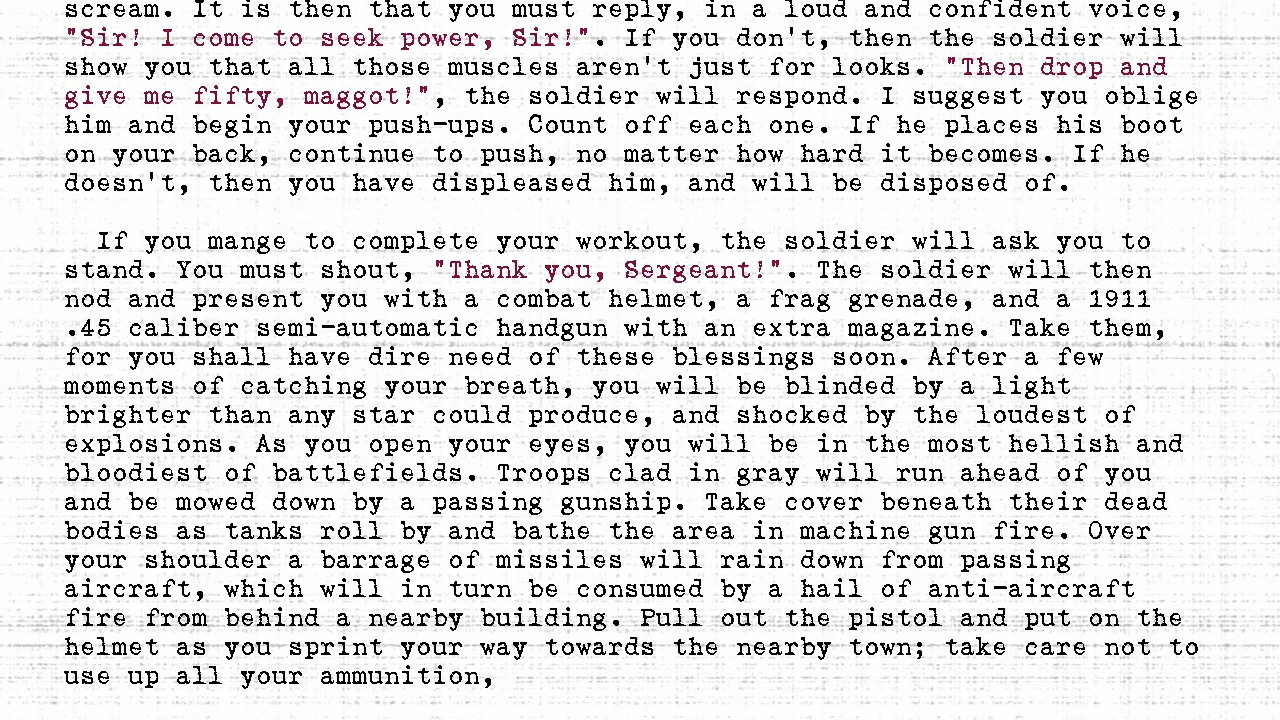 scream. It is then that you must reply, in a loud and confident voice,
"Sir! I come to seek power, Sir!". If you don't, then the soldier will
show you that all those muscles aren't just for looks. "Then drop and
give me fifty, maggot!", the soldier will respond. I suggest you oblige
him and begin your push-ups. Count off each one. If he places his boot
on your back, continue to push, no matter how hard it becomes. If he
doesn't, then you have displeased him, and will be disposed of.
If you mange to complete your workout, the soldier will ask you to
stand. You must shout, "Thank you, Sergeant!". The soldier will then
nod and present you with a combat helmet, a frag grenade, and a 1911
.45 caliber semi-automatic handgun with an extra magazine. Take them,
for you shall have dire need of these blessings soon. After a few
moments of catching your breath, you will be blinded by a light
brighter than any star could produce, and shocked by the loudest of
explosions. As you open your eyes, you will be in the most hellish and
bloodiest of battlefields. Troops clad in gray will run ahead of you
and be mowed down by a passing gunship. Take cover beneath their dead
bodies as tanks roll by and bathe the area in machine gun fire. Over
your shoulder a barrage of missiles will rain down from passing
aircraft, which will in turn be consumed by a hail of anti-aircraft
fire from behind a nearby building. Pull out the pistol and put on the
helmet as you sprint your way towards the nearby town; take care not to
use up all your ammunition,